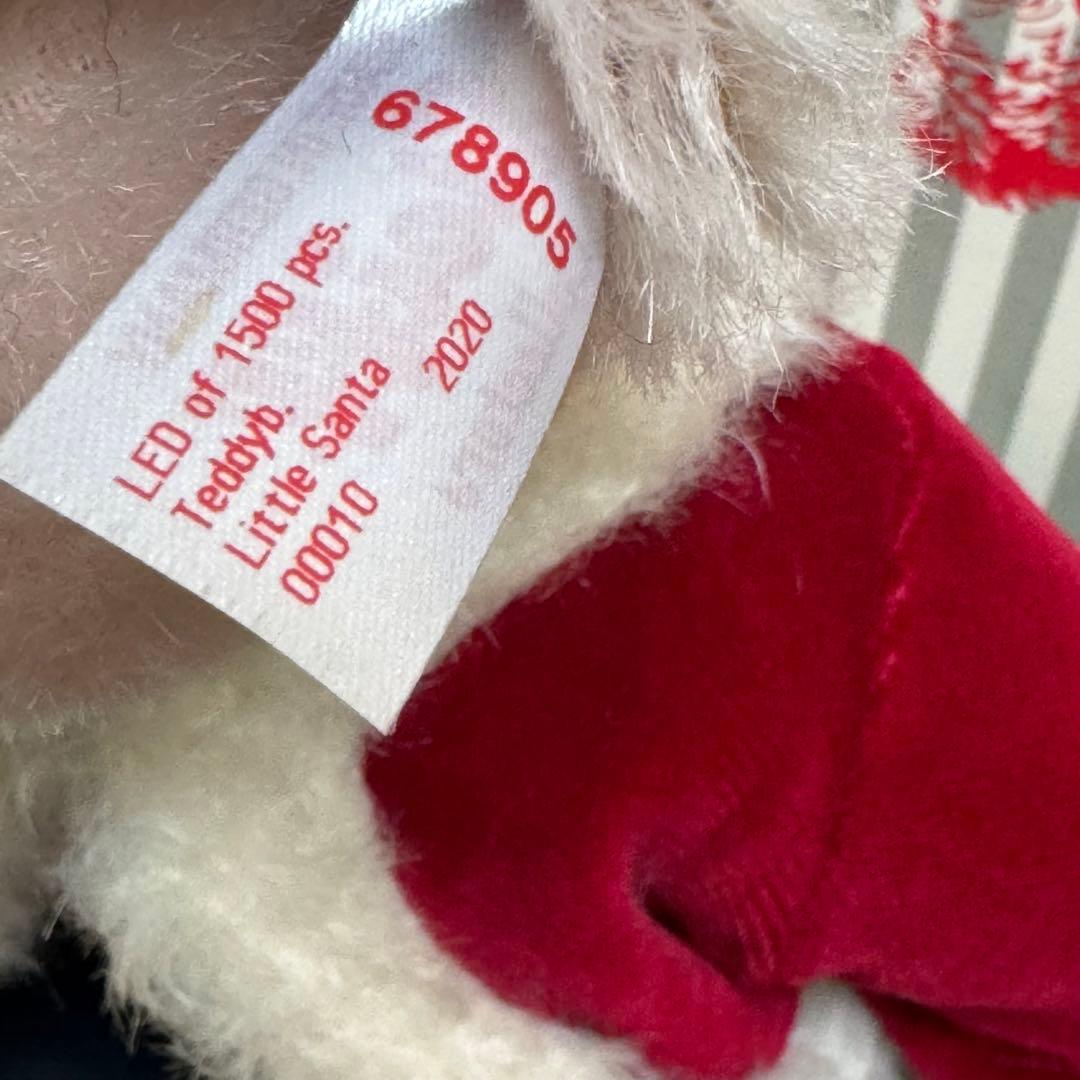 678905
LED of 1500 pcs.
Teddyb.
Little Santa 2020
00010